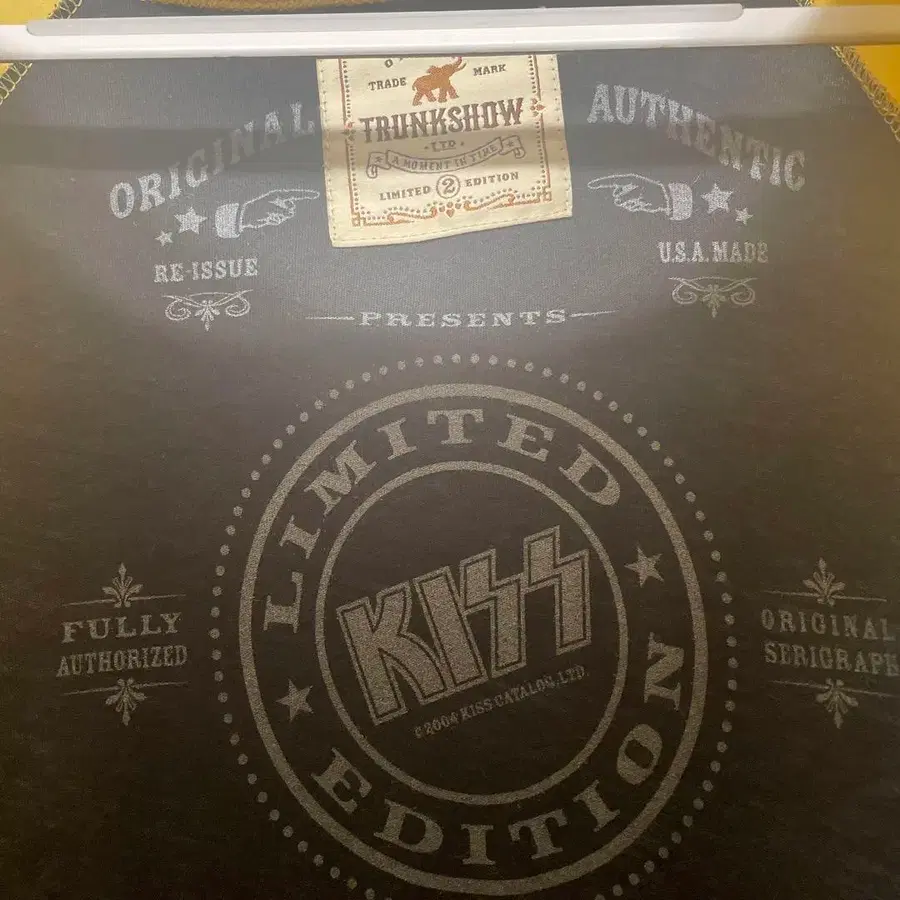 TRADE MARK
TRUNKSHOW
·LTD·
A MOMENT IN TIME
LIMITED 2 EDITION
ORIGINAL
AUTHENTIC
RE-ISSUE
U.S.A. MADE
PRESENTS
LIMITED
KISS
©2004 KISS CATALOG, LTD.
EDITION
FULLY
AUTHORIZED
ORIGINAL
SERIGRAPH